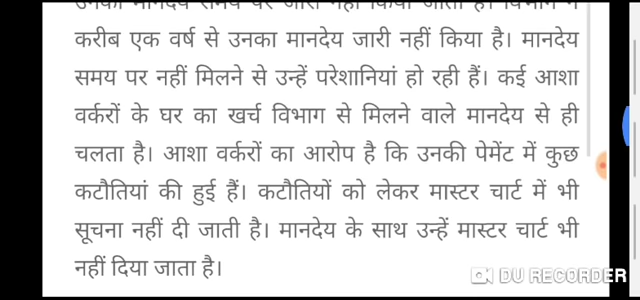 करीब एक वर्ष से उनका मानदेय जारी नहीं किया है। मानदेय
समय पर नहीं मिलने से उन्हें परेशानियां हो रही हैं। कई आशा
वर्करों के घर का खर्च विभाग से मिलने वाले मानदेय से ही
चलता है। आशा वर्करों का आरोप है कि उनकी पेमेंट में कुछ
कटौतियां की हुई हैं। कटौतियों को लेकर मास्टर चार्ट में भी
सूचना नहीं दी जाती है। मानदेय के साथ उन्हें मास्टर चार्ट भी
नहीं दिया जाता है।
DU RECORDER